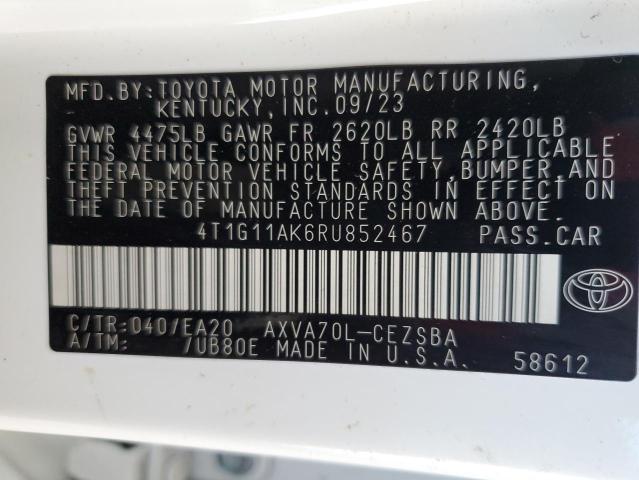 MFD.BY:TOYOTA MOTOR MANUFACTURING,
KENTUCKY,INC.09/23
GVWR 4475LB GAWR FR 2620LB RR 2420LB
THIS VEHICLE CONFORMS TO ALL APPLICABLE
FEDERAL MOTOR VEHICLE SAFETY,BUMPER,AND
THEFT PREVENTION STANDARDS IN EFFECT ON
THE DATE OF MANUFACTURE SHOWN ABOVE.
4T1G11AK6RU852467 PASS.CAR
C/TR:040/EA20 AXVA70L-CEZSBA
A/TM: /UB80E MADE IN U.S.A. 58612